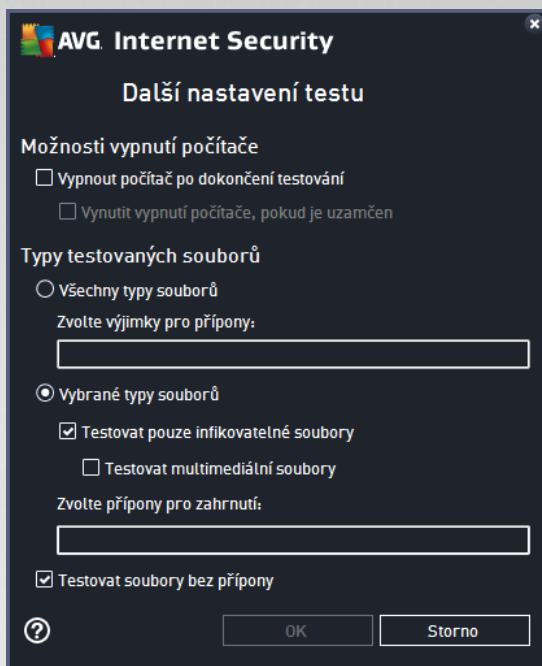 AVG. Internet Security
Další nastavení testu
Možnosti vypnutí počítače
Vypnout počítač po dokončení testování
Vynutit vypnutí počítače, pokud je uzamčen
Typy testovaných souborů
Všechny typy souborů
Zvolte výjimky pro přípony:
Vybrané typy souborů
Testovat pouze infikovatelné soubory
Testovat multimediální soubory
Zvolte přípony pro zahrnutí:
Testovat soubory bez přípony
?
OK
Storno